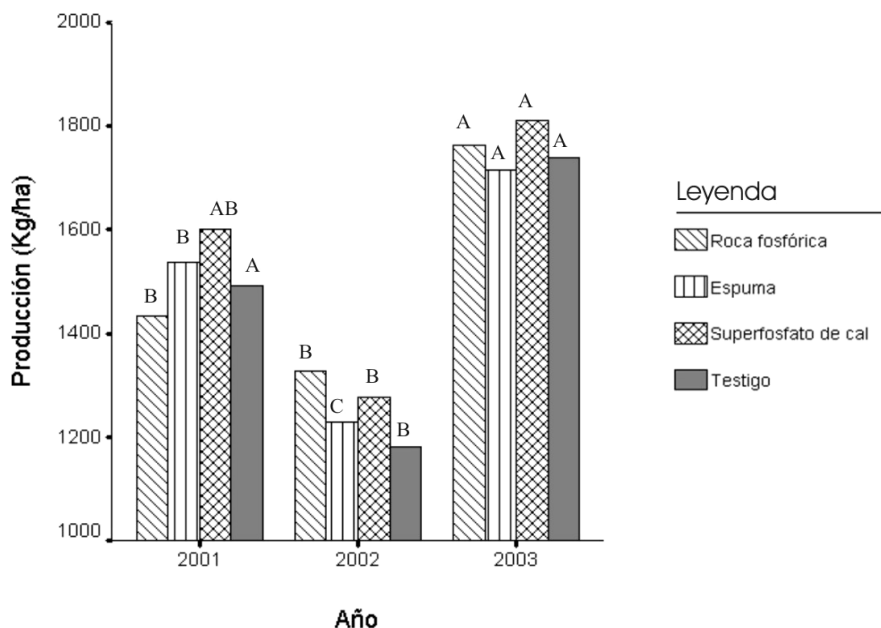 2000
1800
1600
1400
1200
1000
Producción (Kg/ha)
B
B
AB
A
B
C
B
B
A
A
A
A
2001
2002
2003
Año
Leyenda
Roca fosfórica
Espuma
Superfosfato de cal
Testigo